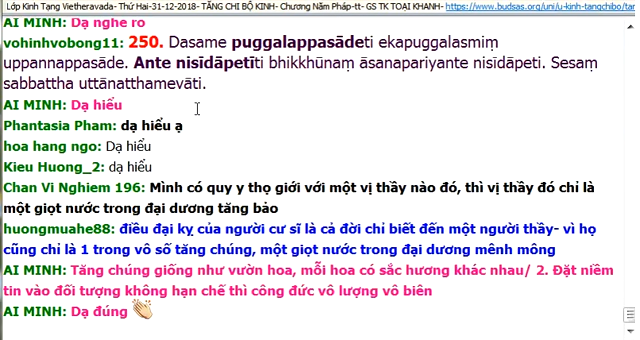 Lớp Kinh Tạng Vietheravada- Thứ Hai-31-12-2018- TĂNG CHI BỘ KINH- Chương Năm Pháp-tt- GS TK TOẠI KHANH- https://www.budsas.org/uni/u-kinh-tangchibo/tan
AI MINH: Dạ nghe rõ
vohinhvobong11: 250. Dasame puggalappasādeti ekapuggalasmiṃ
uppannappasāde. Ante nisīdāpetīti bhikkhūnaṃ āsanapariyante nisīdāpeti. Sesaṃ
sabbattha uttānatthamevāti.
AI MINH: Dạ hiểu
Phantasia Pham: dạ hiểu ạ
hoa hang ngo: Dạ hiểu
Kieu Huong_2: dạ hiểu
Chan Vi Nghiem 196: Mình có quy y thọ giới với một vị thầy nào đó, thì vị thầy đó chỉ là
một giọt nước trong đại dương tăng bảo
huongmuahe88: điều đại kỵ của người cư sĩ là cả đời chỉ biết đến một người thầy- vì họ
cũng chỉ là 1 trong vô số tăng chúng, một giọt nước trong đại dương mênh mông
AI MINH: Tăng chúng giống như vườn hoa, mỗi hoa có sắc hương khác nhau/ 2. Đặt niềm
tin vào đối tượng không hạn chế thì công đức vô lượng vô biên
AI MINH: Dạ đúng 👏